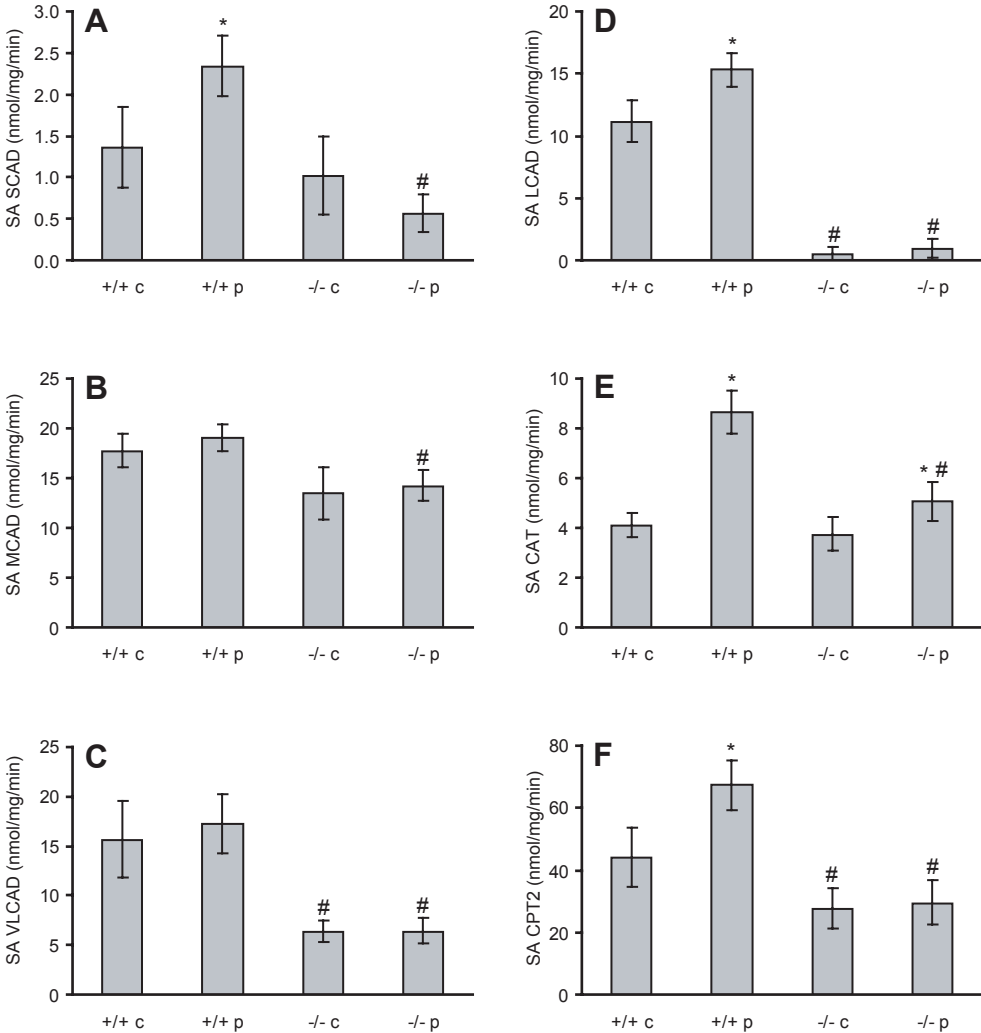 A
SA SCAD (nmol/mg/min)
3.0
2.5
2.0
1.5
1.0
0.5
0.0
*
#
+/+ c +/+ p -/- c -/- p
D
SA LCAD (nmol/mg/min)
20
15
10
5
0
*
#
#
+/+ c +/+ p -/- c -/- p
B
SA MCAD (nmol/mg/min)
25
20
15
10
5
0
#
+/+ c +/+ p -/- c -/- p
E
SA CAT (nmol/mg/min)
10
8
6
4
2
0
*
* #
+/+ c +/+ p -/- c -/- p
C
SA VLCAD (nmol/mg/min)
25
20
15
10
5
0
#
#
+/+ c +/+ p -/- c -/- p
F
SA CPT2 (nmol/mg/min)
80
60
40
20
0
*
#
#
+/+ c +/+ p -/- c -/- p